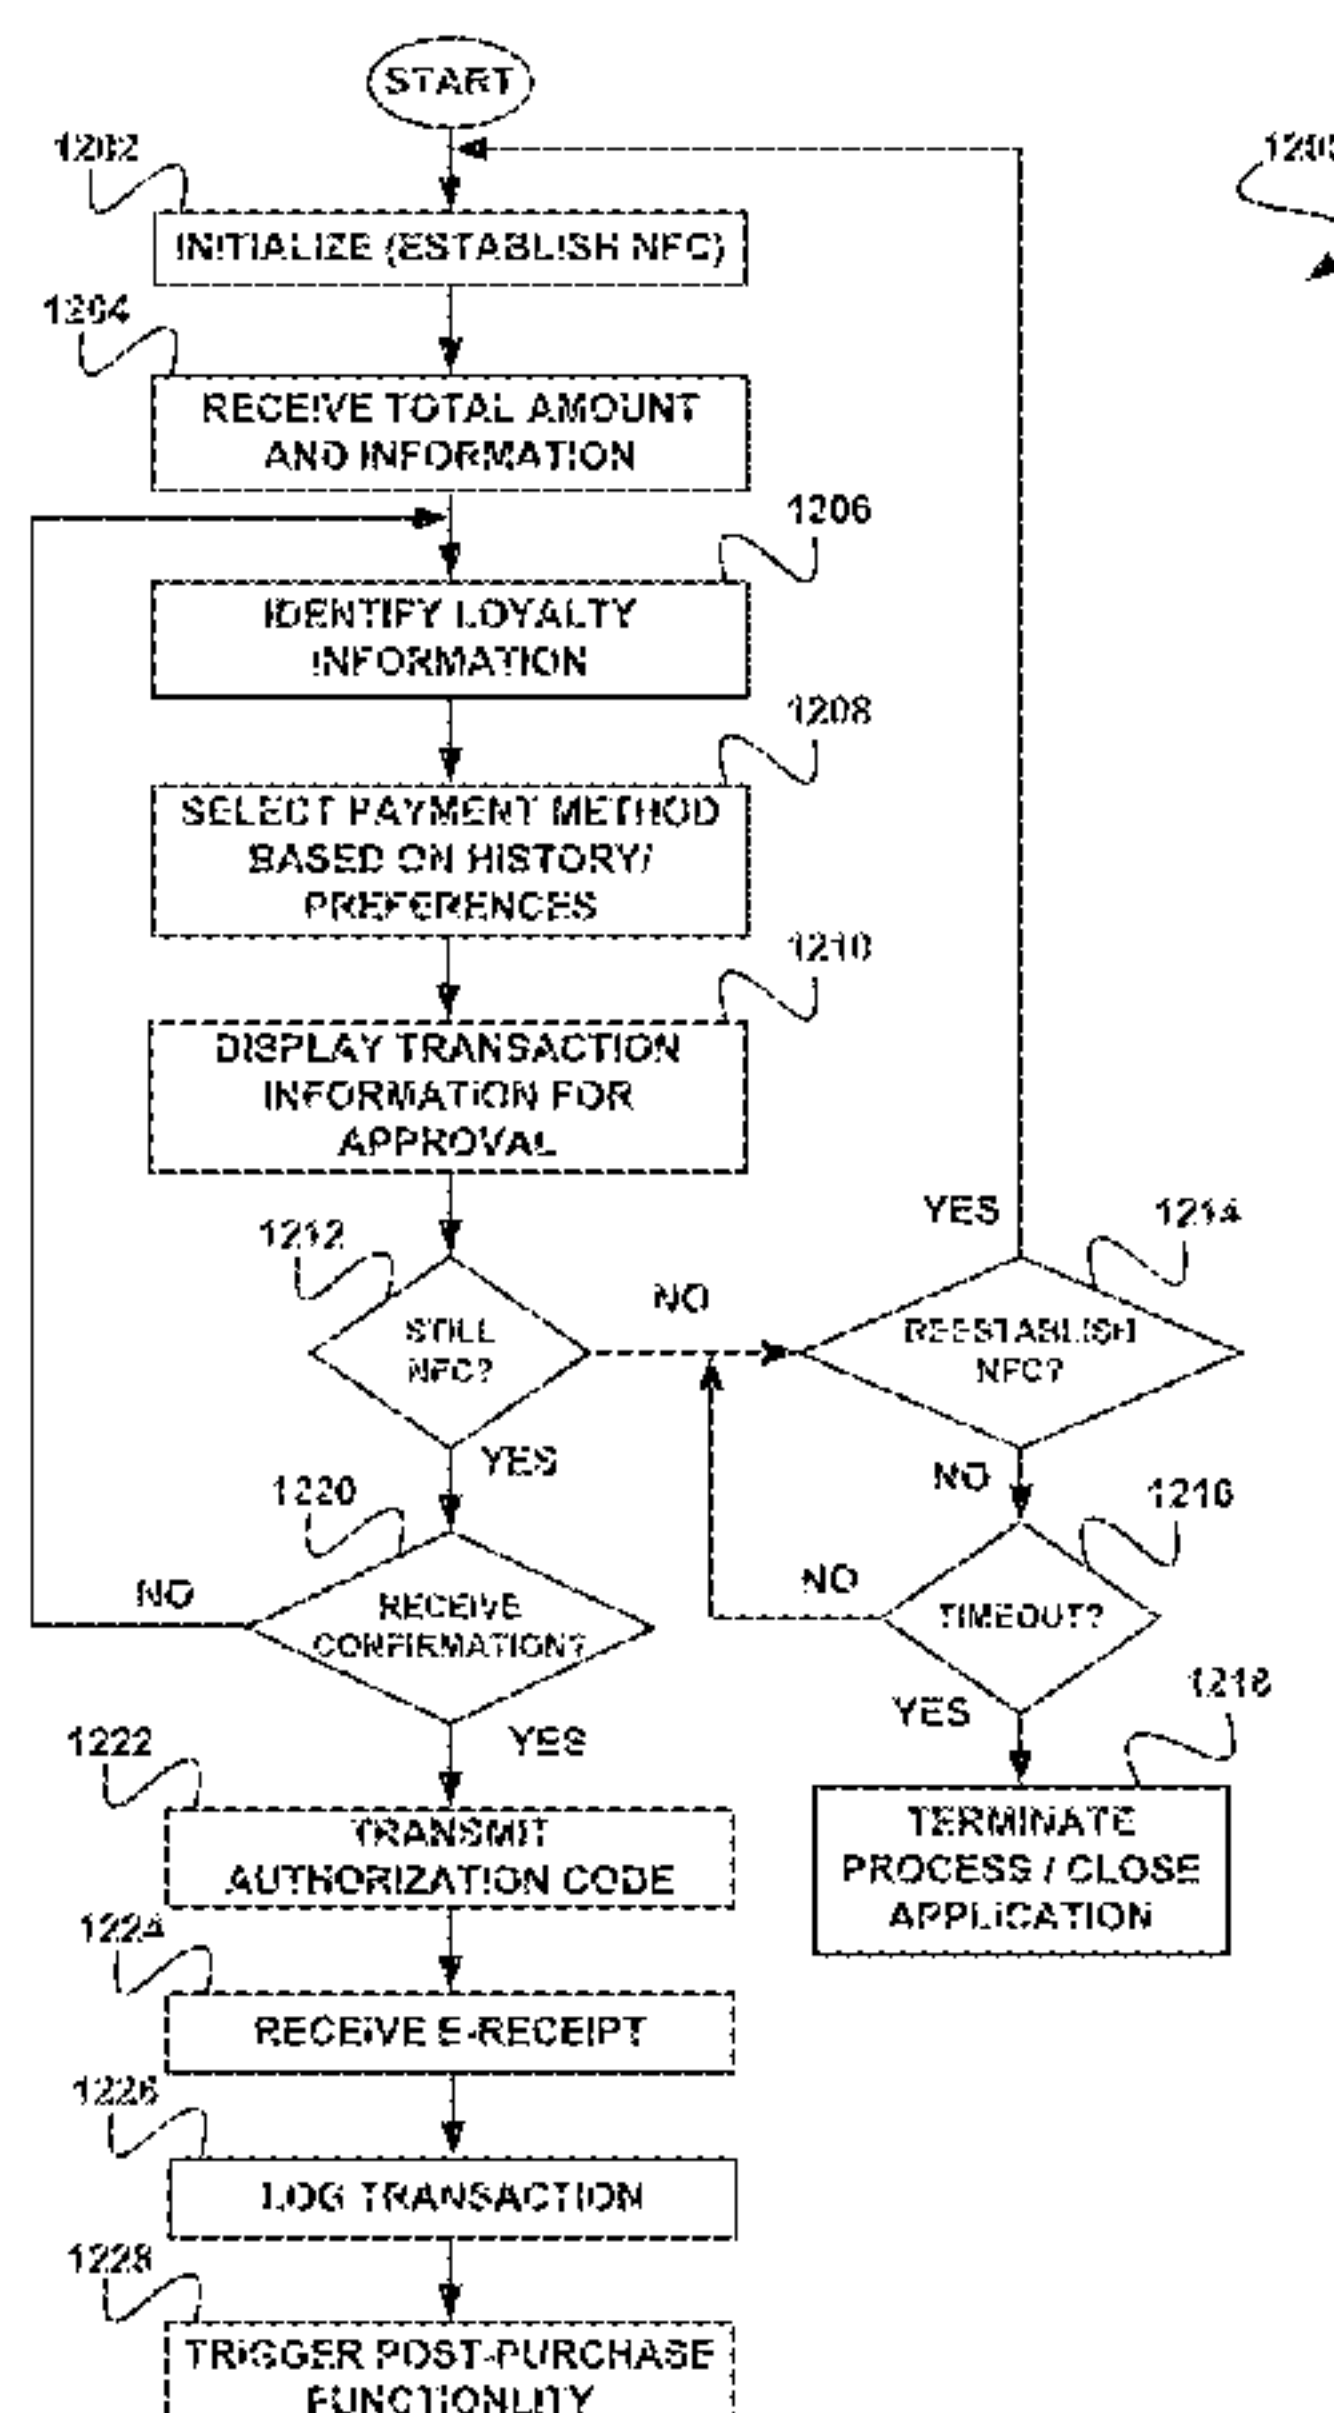 START
1202
INITIALIZE (ESTABLISH NFC)
1204
RECEIVE TOTAL AMOUNT
AND INFORMATION
1206
IDENTIFY LOYALTY
INFORMATION
1208
SELECT PAYMENT METHOD
BASED ON HISTORY/
PREFERENCES
1210
DISPLAY TRANSACTION
INFORMATION FOR
APPROVAL
1212
STILL
NFC?
NO
YES
1214
REESTABLISH
NFC?
YES
NO
1216
TIMEOUT?
NO
YES
1218
TERMINATE
PROCESS / CLOSE
APPLICATION
1220
RECEIVE
CONFIRMATION?
NO
YES
1222
TRANSMIT
AUTHORIZATION CODE
1224
RECEIVE E-RECEIPT
1226
LOG TRANSACTION
1228
TRIGGER POST-PURCHASE
FUNCTIONLITY